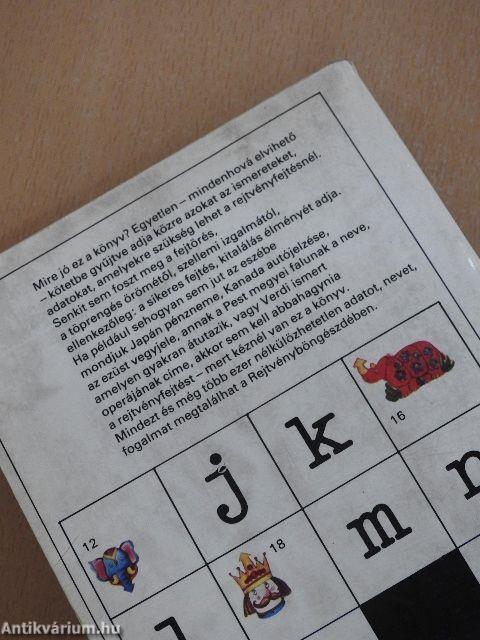 Mire jó ez a könyv? Egyetlen – mindenhová elvihető
– kötetbe gyűjtve adja közre azokat az ismereteket,
adatokat, amelyekre szükség lehet a rejtvényfejtésnél.
Senkit sem foszt meg a fejtörés,
a töprengés örömétől, szellemi izgalmától,
ellenkezőleg: a sikeres fejtés, kitalálás élményét adja.
Ha például sehogyan sem jut az eszébe
mondjuk Japán pénzneme, Kanada autójelzése,
az ezüst vegyjele, annak a Pest megyei falunak a neve,
amelyen gyakran átutazik, vagy Verdi ismert
operájának címe, akkor sem kell abbahagynia
a rejtvényfejtést – mert kéznél van ez a könyv.
Mindezt és még több ezer nélkülözhetetlen adatot, nevet,
fogalmat megtalálhat a Rejtvényböngészdében.
12
j
k
16
18
m
n
Antikvárium.hu